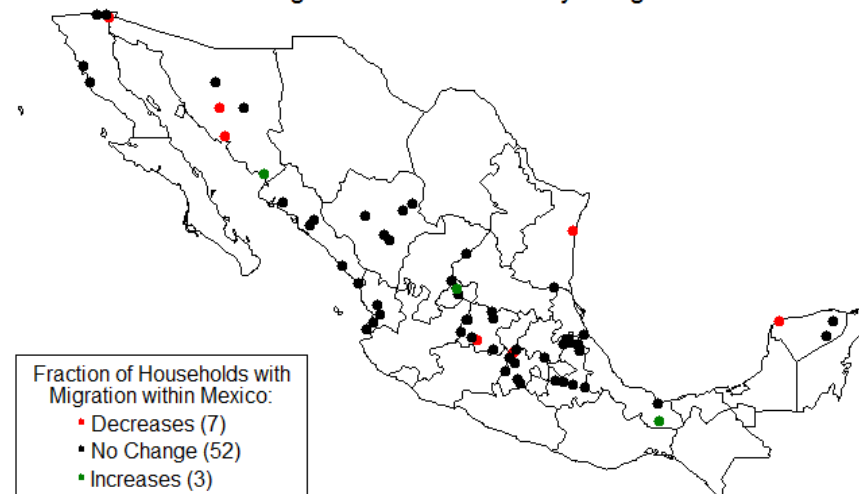 Fraction of Households with
Migration within Mexico:
Decreases (7)
No Change (52)
Increases (3)